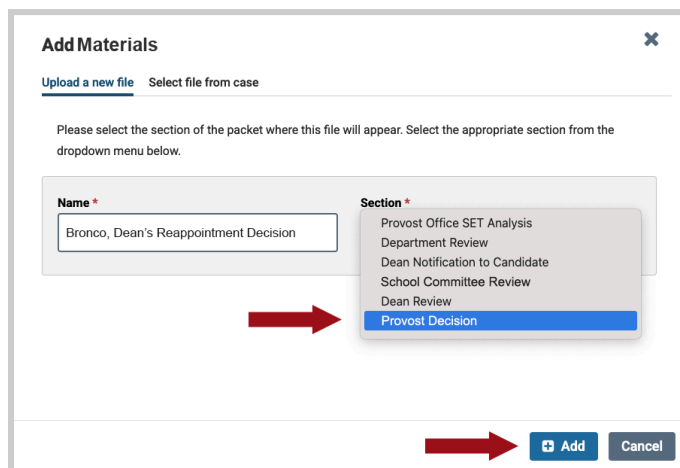 Add Materials
Upload a new file Select file from case
Please select the section of the packet where this file will appear. Select the appropriate section from the
dropdown menu below.
Name *
Bronco, Dean's Reappointment Decision
Section *
Provost Office SET Analysis
Department Review
Dean Notification to Candidate
School Committee Review
Dean Review
Provost Decision
Add Cancel